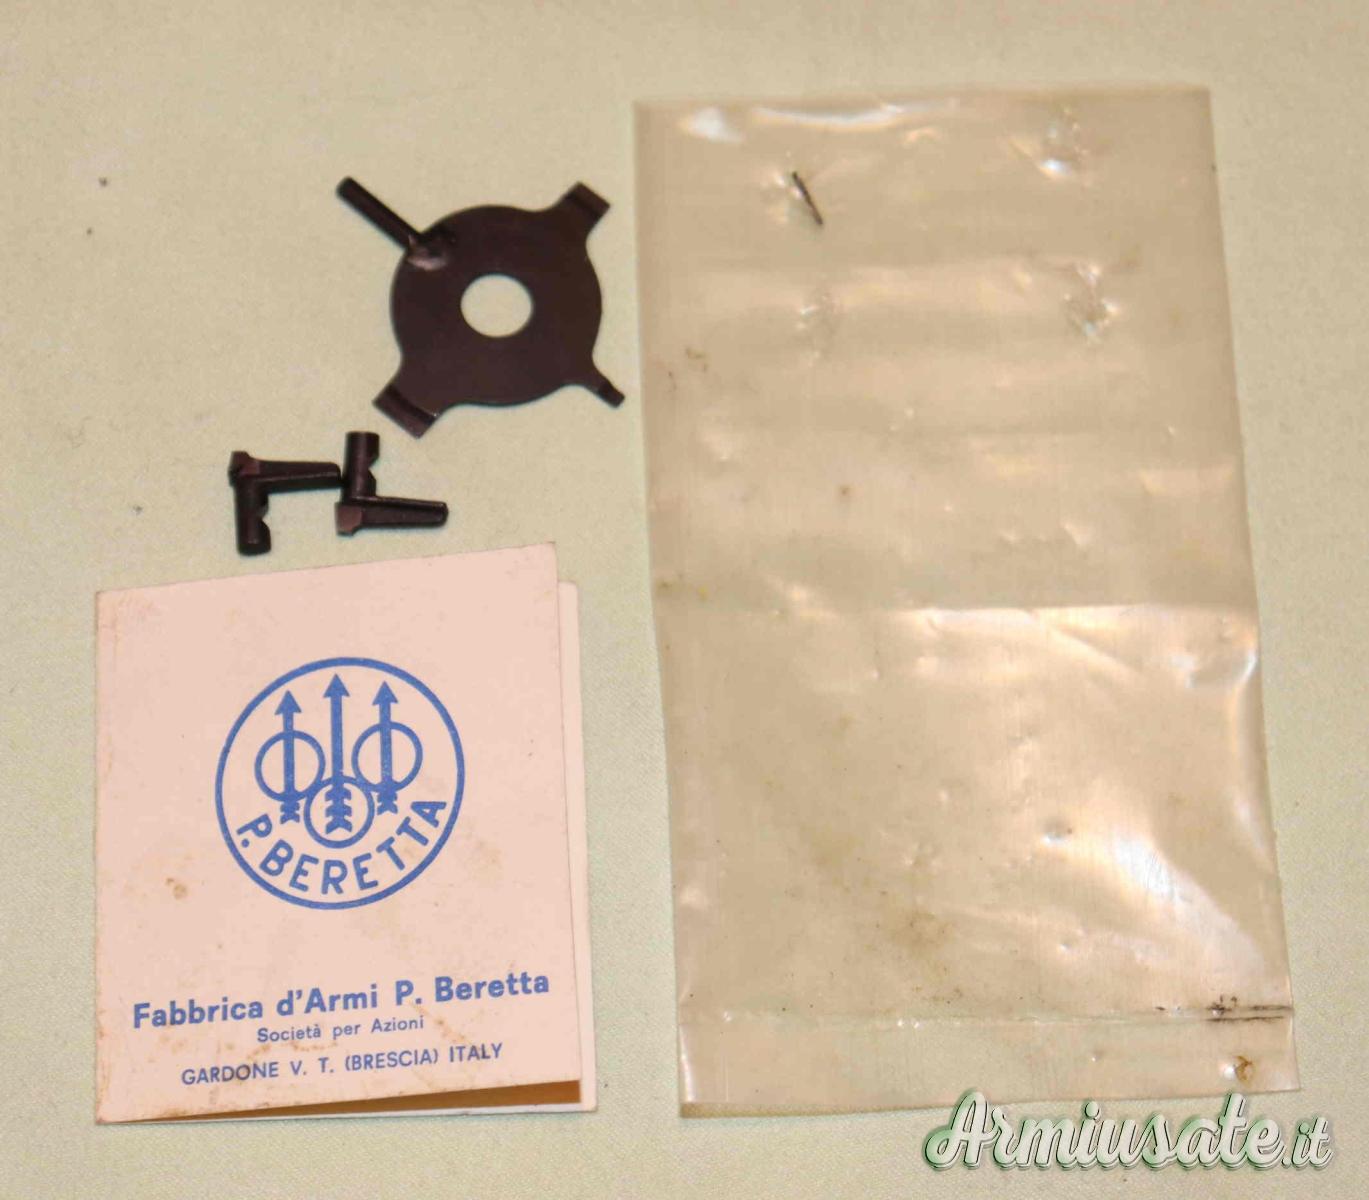 P. BERETTA
Fabbrica d'Armi P. Beretta
Società per Azioni
GARDONE V. T. (BRESCIA) ITALY
Armiusate.it